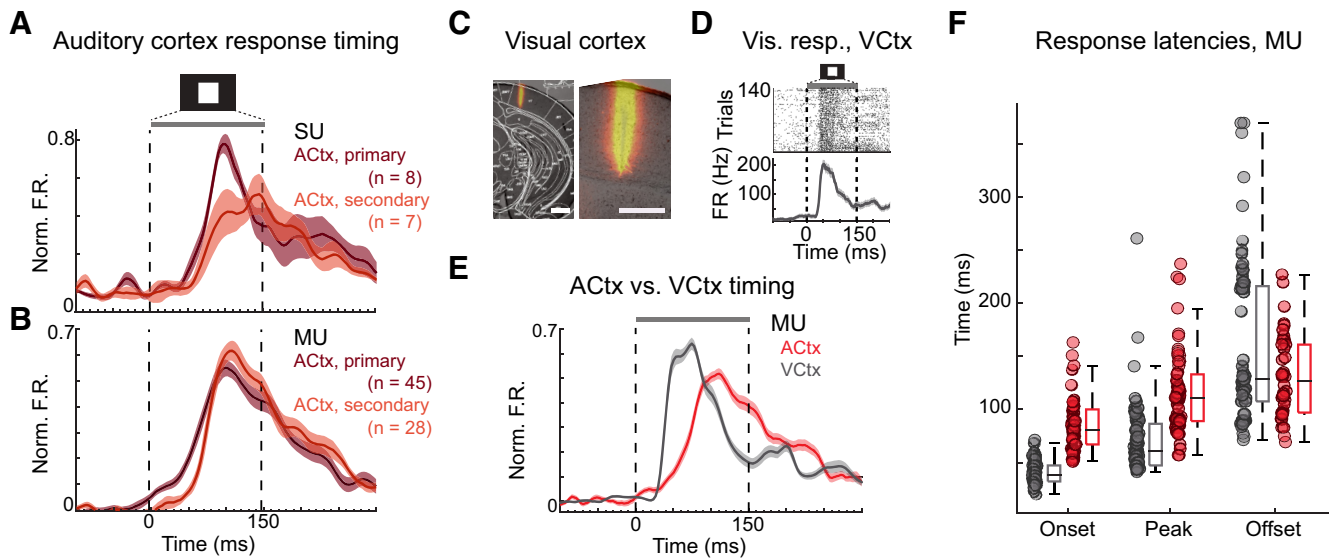 A
Auditory cortex response timing
0.8
SU
ACtx, primary
(n = 8)
ACtx, secondary
(n = 7)
Norm. F.R.
0
B
0.7
MU
ACtx, primary
(n = 45)
ACtx, secondary
(n = 28)
Norm. F.R.
0
0
150
Time (ms)
C
Visual cortex
D
Vis. resp., VCtx
140
Trials
200
100
FR (Hz)
0
150
Time (ms)
E
ACtx vs. VCtx timing
0.7
MU
ACtx
VCtx
Norm. F.R.
0
0
150
Time (ms)
F
Response latencies, MU
300
200
100
Time (ms)
Onset
Peak
Offset